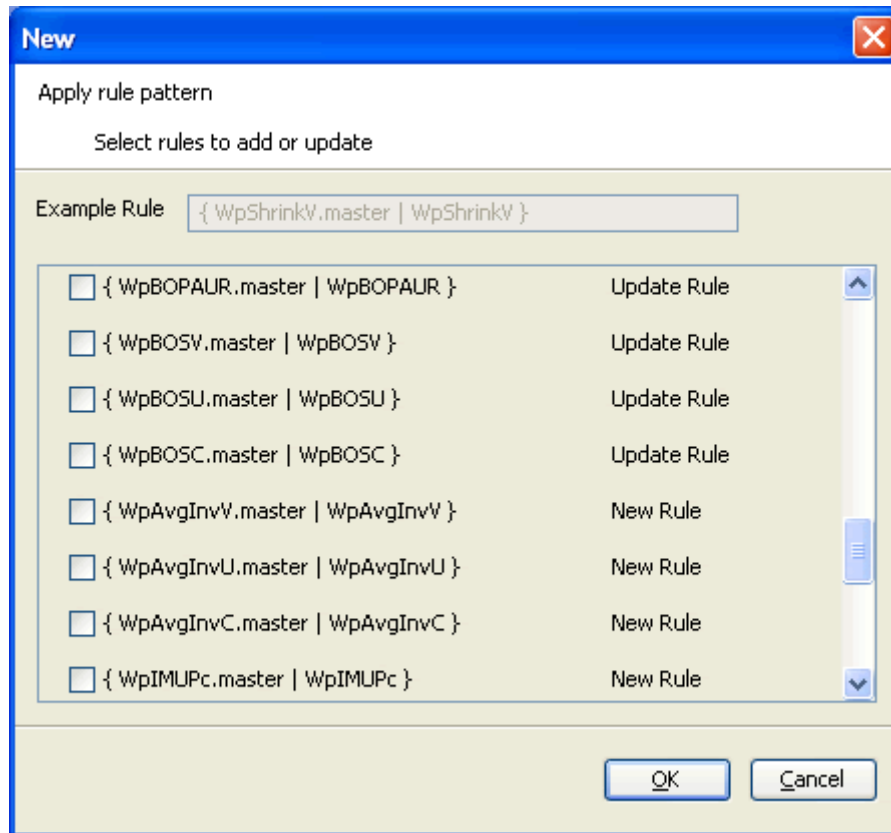 New
Apply rule pattern
Select rules to add or update
Example Rule { WpShrinkV.master | WpShrinkV }
{ WpBOPAUR.master | WpBOPAUR } Update Rule
{ WpBOSV.master | WpBOSV } Update Rule
{ WpBOSU.master | WpBOSU } Update Rule
{ WpBOSC.master | WpBOSC } Update Rule
{ WpAvgInvV.master | WpAvgInvV } New Rule
{ WpAvgInvU.master | WpAvgInvU } New Rule
{ WpAvgInvC.master | WpAvgInvC } New Rule
{ WpIMUPc.master | WpIMUPc } New Rule
OK Cancel